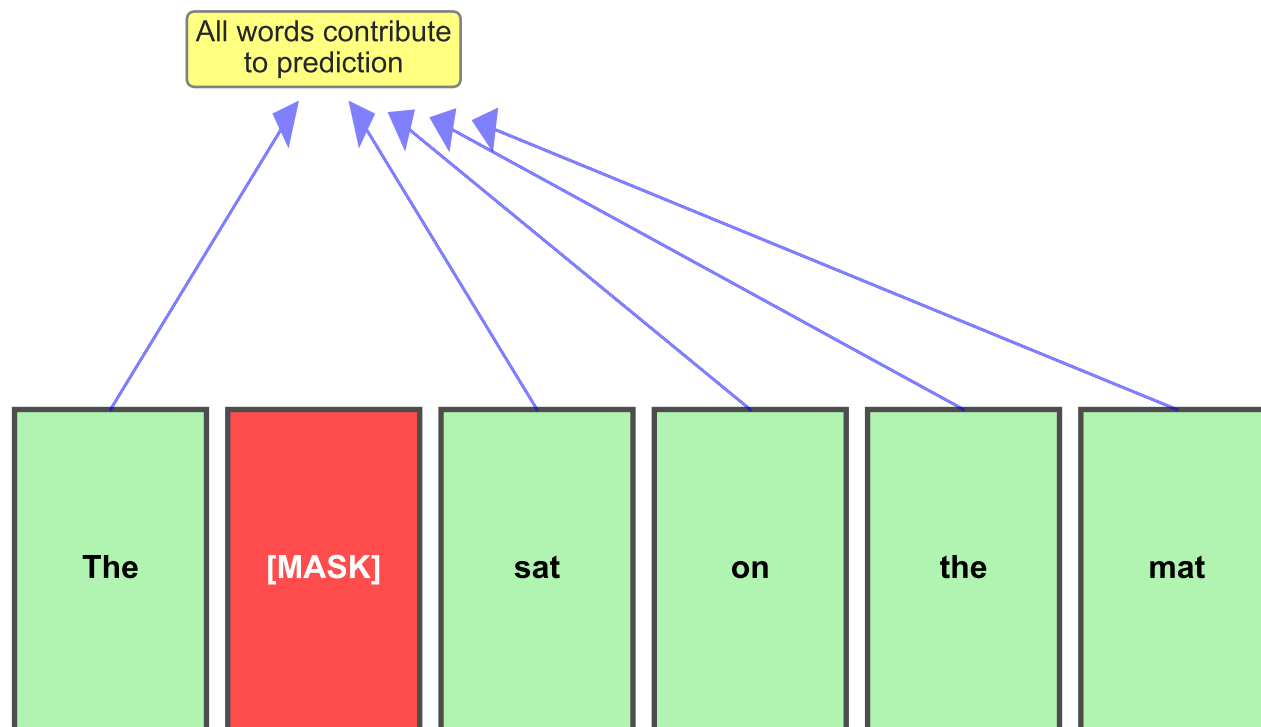 All words contribute
to prediction
The [MASK] sat on the mat